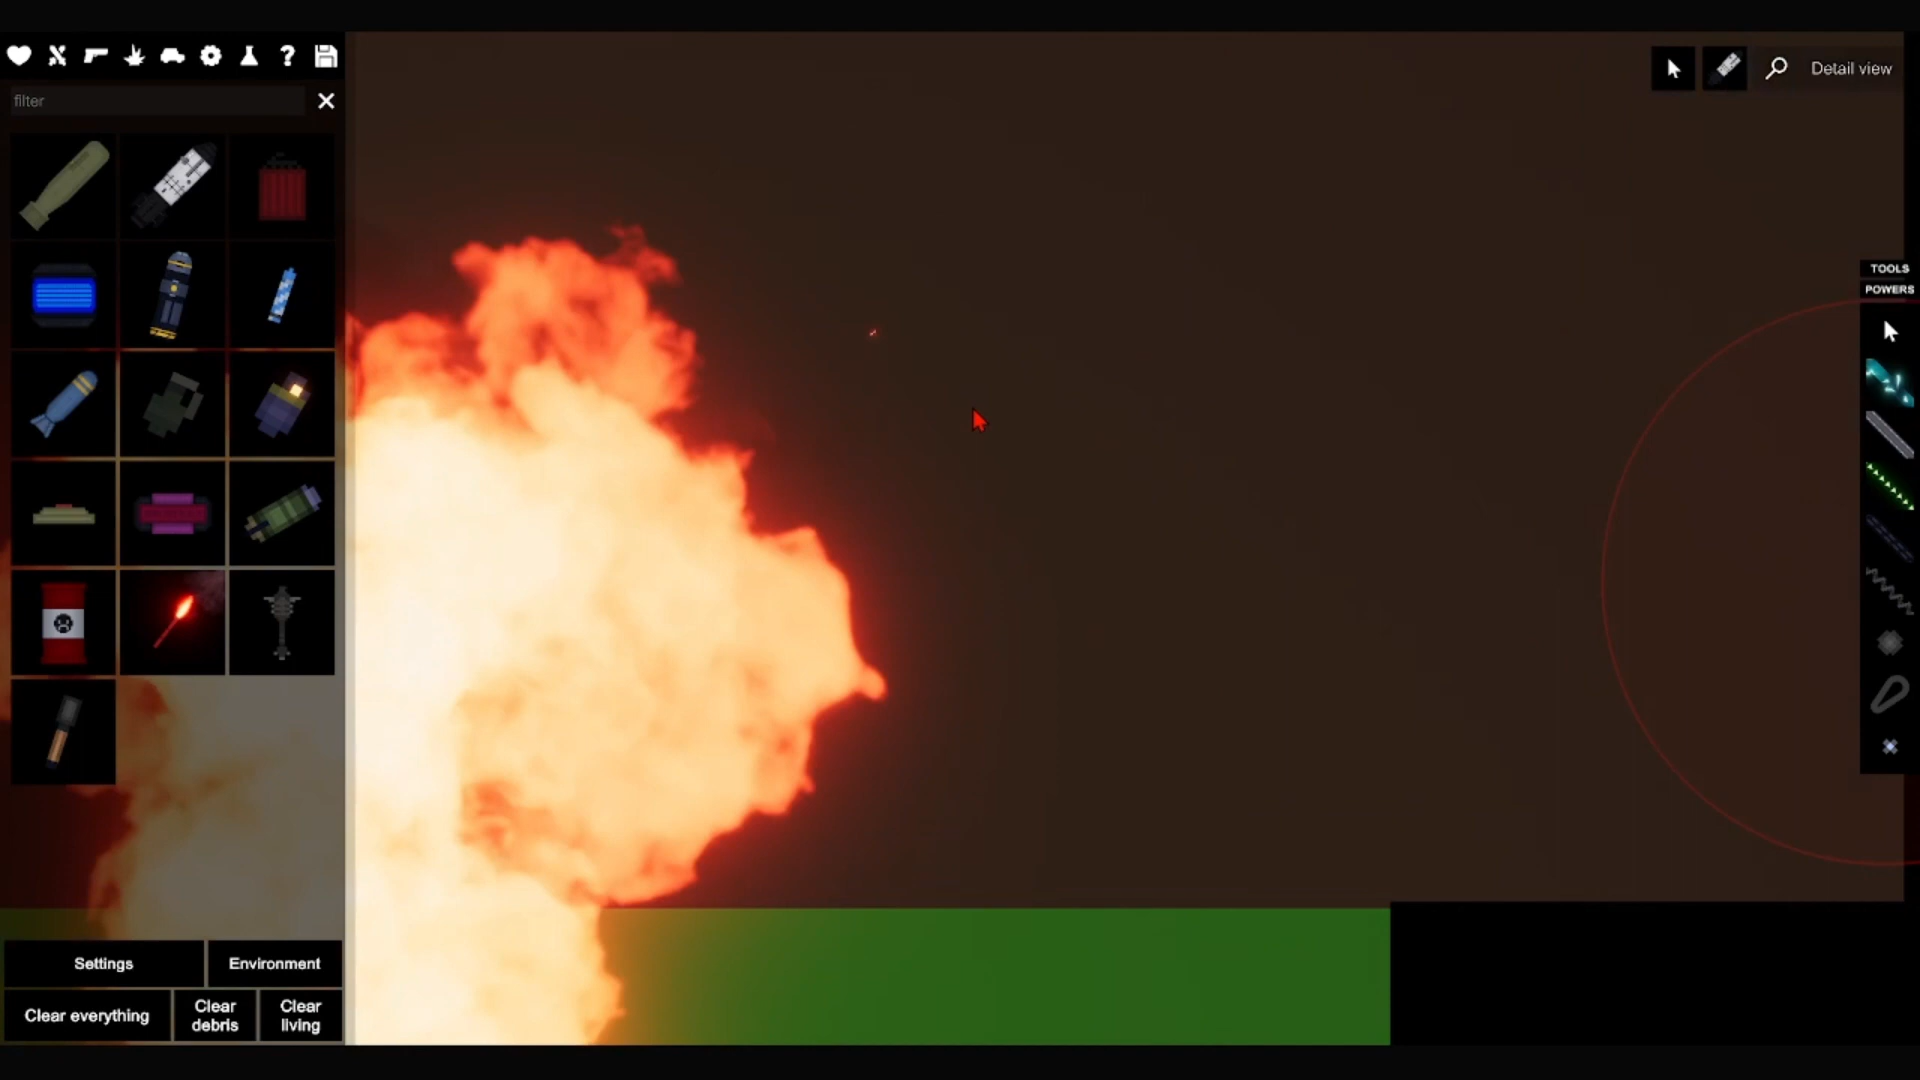 filter
Detail view
TOOLS
POWERS
Settings
Environment
Clear everything
Clear
debris
Clear
living